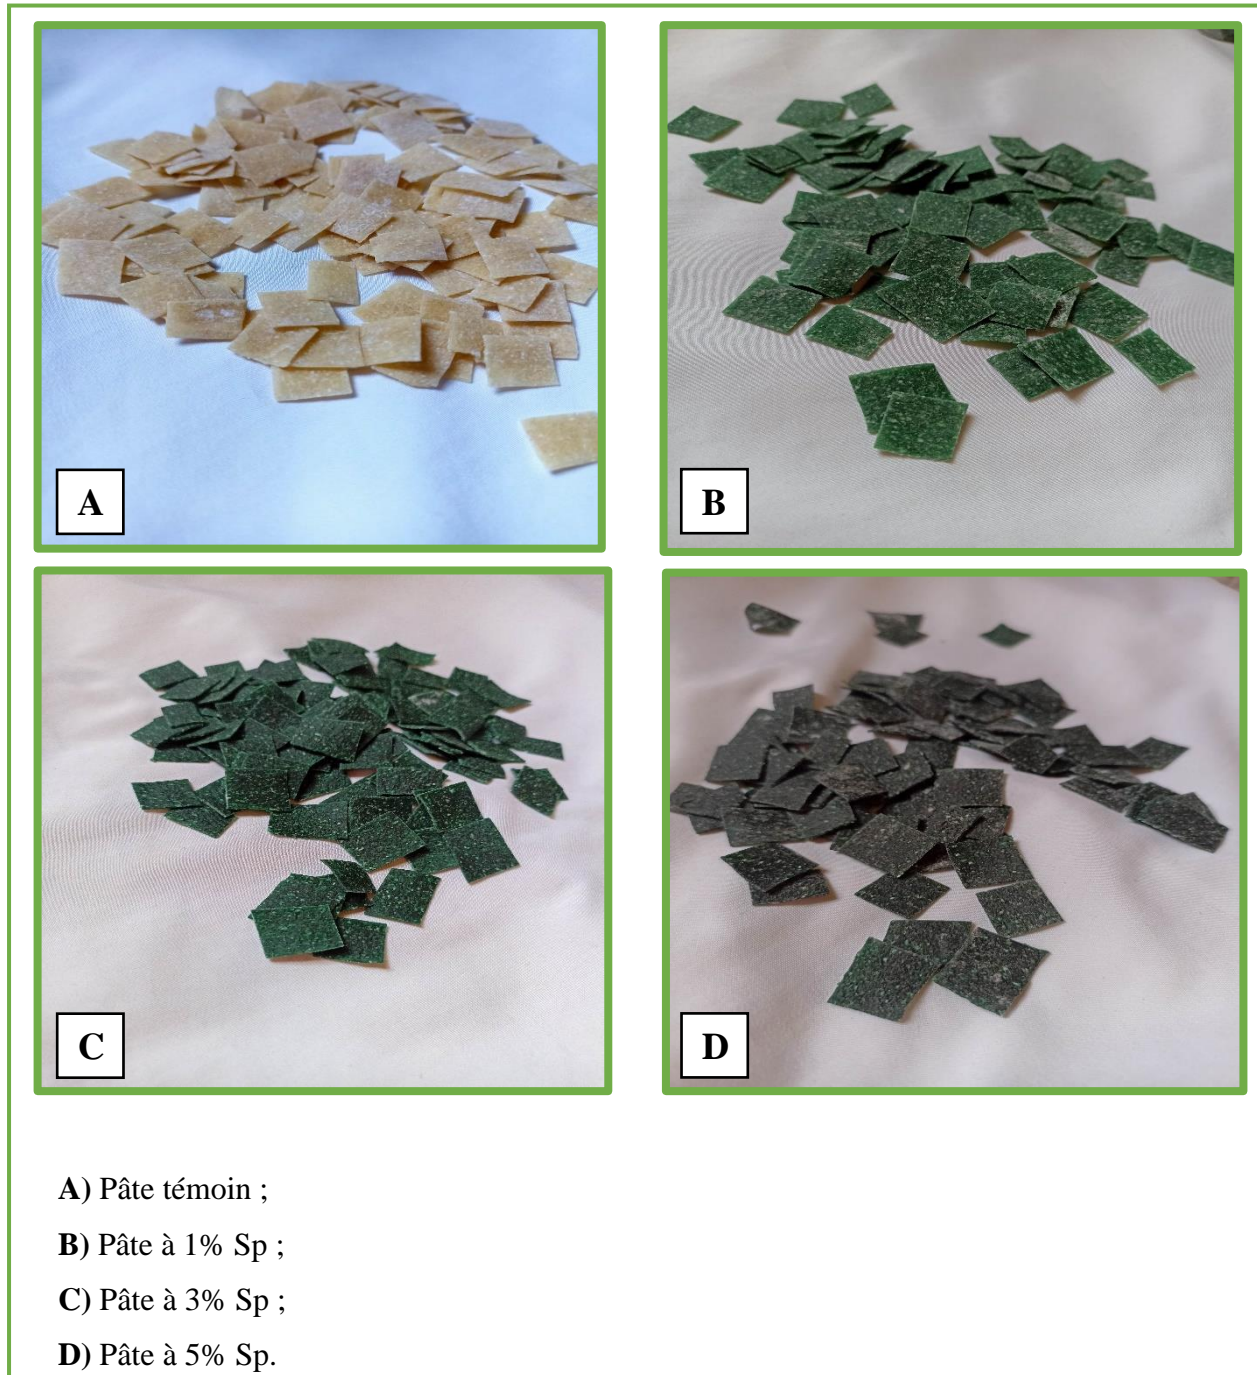 A
B
C
D
A) Pâte témoin ;
B) Pâte à 1% Sp ;
C) Pâte à 3% Sp ;
D) Pâte à 5% Sp.